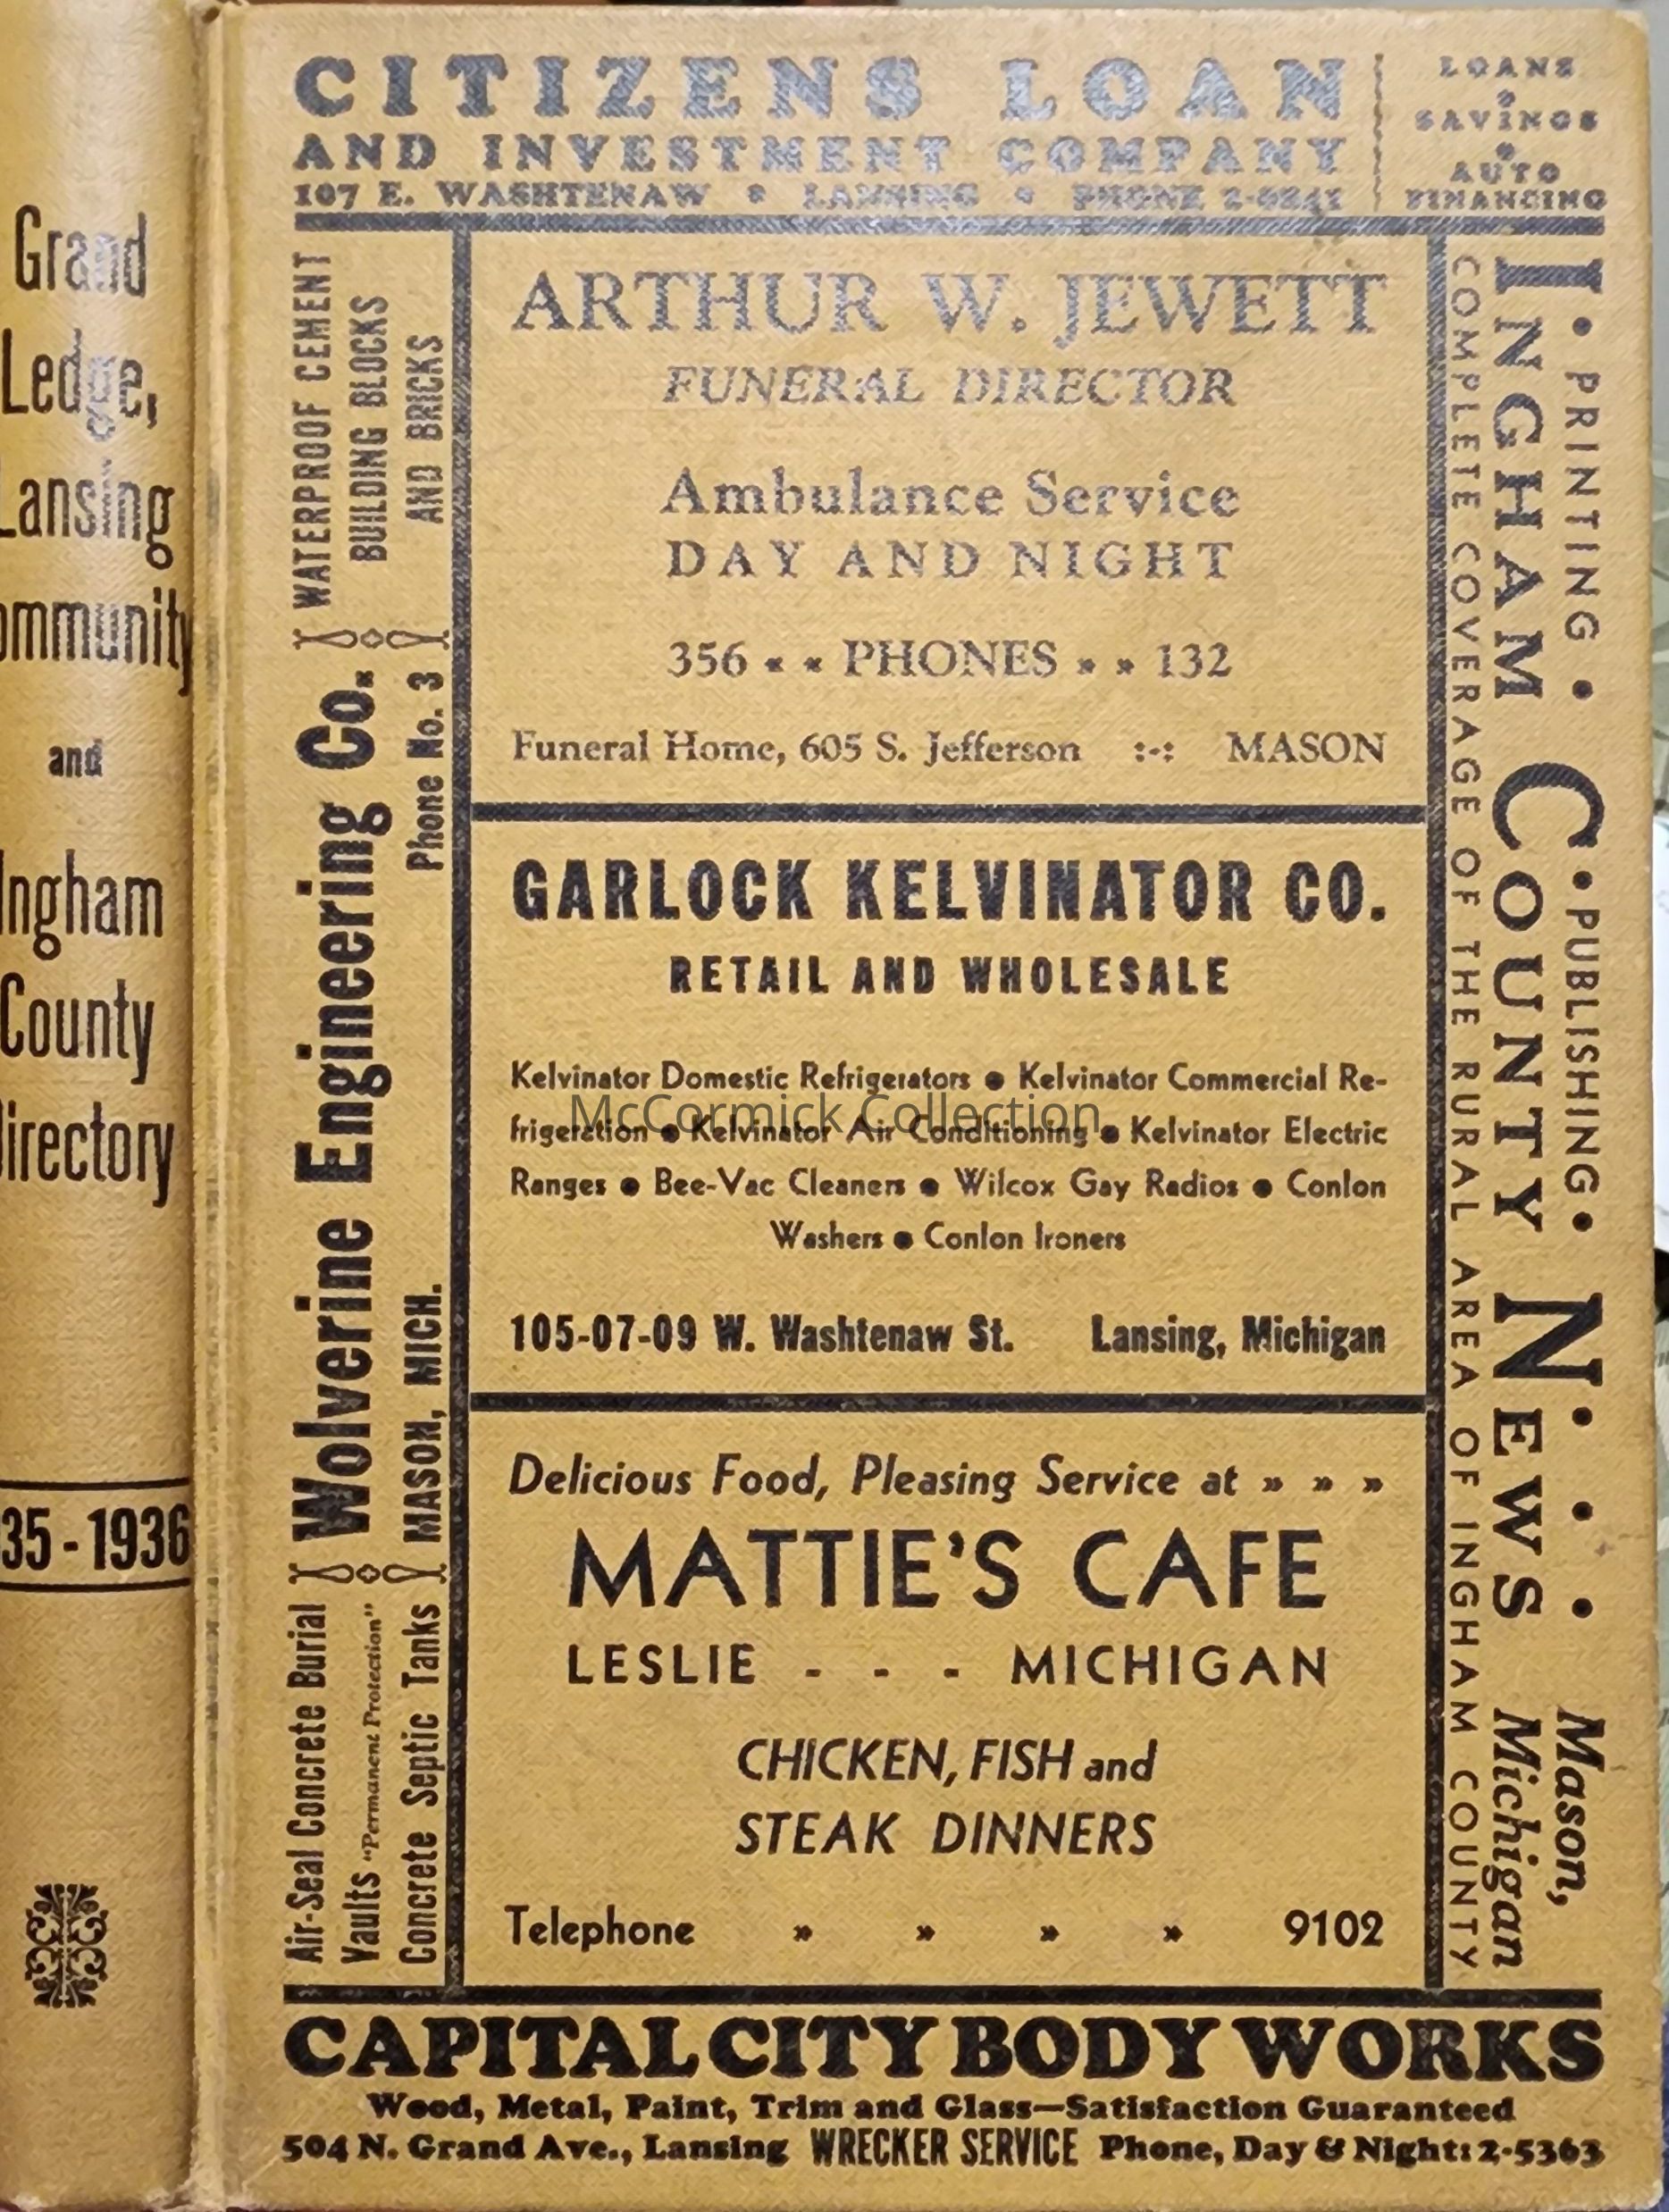 Grand
Ledge,
Lansing
ommunity
and
Ingham
County
Directory
35-1936
CITIZENS LOAN
AND INVESTMENT COMPANY
107 E. WASHTENAW • LANSING • PHONE
LOANS
•
SAVINGS
•
AUTO
FINANCING
WATERPROOF CEMENT
BUILDING BLOCKS
AND BRICKS
Wolverine Engineering Co.
MASON, MICH. Phone No. 3
Air-Seal Concrete Burial
Vaults "Permanent Protection"
Concrete Septic Tanks
ARTHUR W. JEWETT
FUNERAL DIRECTOR
Ambulance Service
DAY AND NIGHT
356 « « PHONES » » 132
Funeral Home, 605 S. Jefferson :-: MASON
GARLOCK KELVINATOR CO.
RETAIL AND WHOLESALE
Kelvinator Domestic Refrigerators ● Kelvinator Commercial Re-
frigeration ● Kelvinator Air Conditioning ● Kelvinator Electric
Ranges ● Bee-Vac Cleaners ● Wilcox Gay Radios ● Conlon
Washers ● Conlon Ironers
105-07-09 W. Washtenaw St. Lansing, Michigan
McCormick Collection
Delicious Food, Pleasing Service at » » »
MATTIE'S CAFE
LESLIE - - - MICHIGAN
CHICKEN, FISH and
STEAK DINNERS
Telephone » » » » 9102
• PRINTING • • PUBLISHING •
INGHAM COUNTY NEWS
Mason,
Michigan
COMPLETE COVERAGE OF THE RURAL AREA OF INGHAM COUNTY
CAPITAL CITY BODY WORKS
Wood, Metal, Paint, Trim and Glass—Satisfaction Guaranteed
504 N. Grand Ave., Lansing WRECKER SERVICE Phone, Day & Night: 2-5363